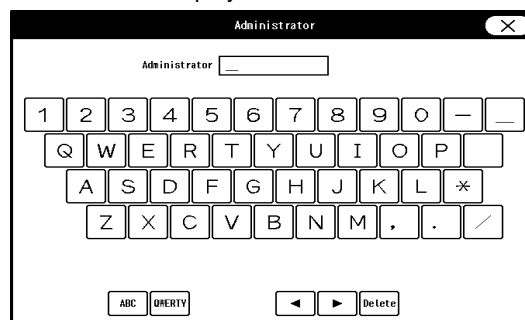 Administrator
Administrator _
1 2 3 4 5 6 7 8 9 0 - _
Q W E R T Y U I O P
A S D F G H J K L *
Z X C V B N M , . /
ABC QWERTY ◄ ► Delete